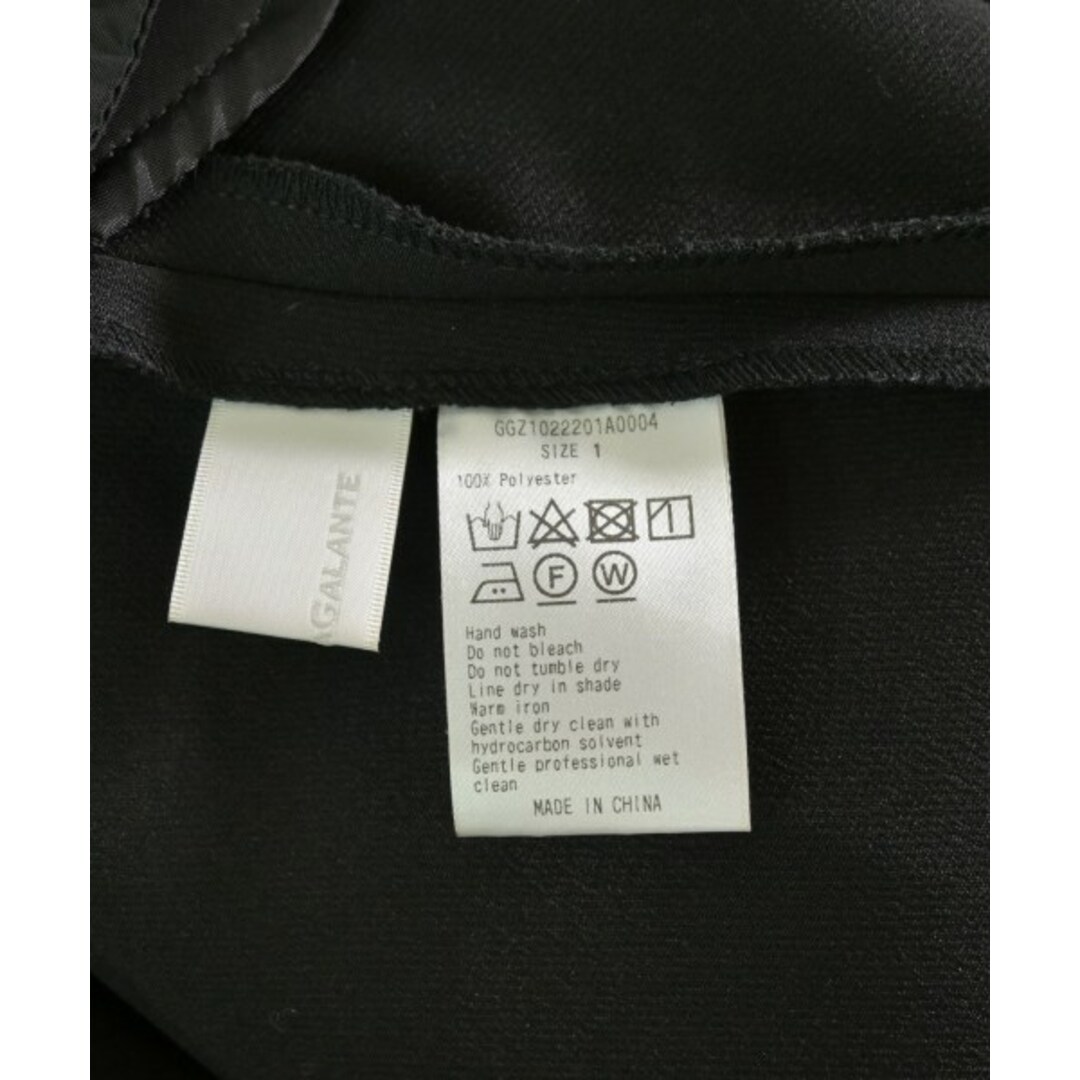 GALANTE
GGZ1022201A0004
SIZE 1
100% Polyester
F W
Hand wash
Do not bleach
Do not tumble dry
Line dry in shade
Warm iron
Gentle dry clean with
hydrocarbon solvent
Gentle professional wet
clean
MADE IN CHINA